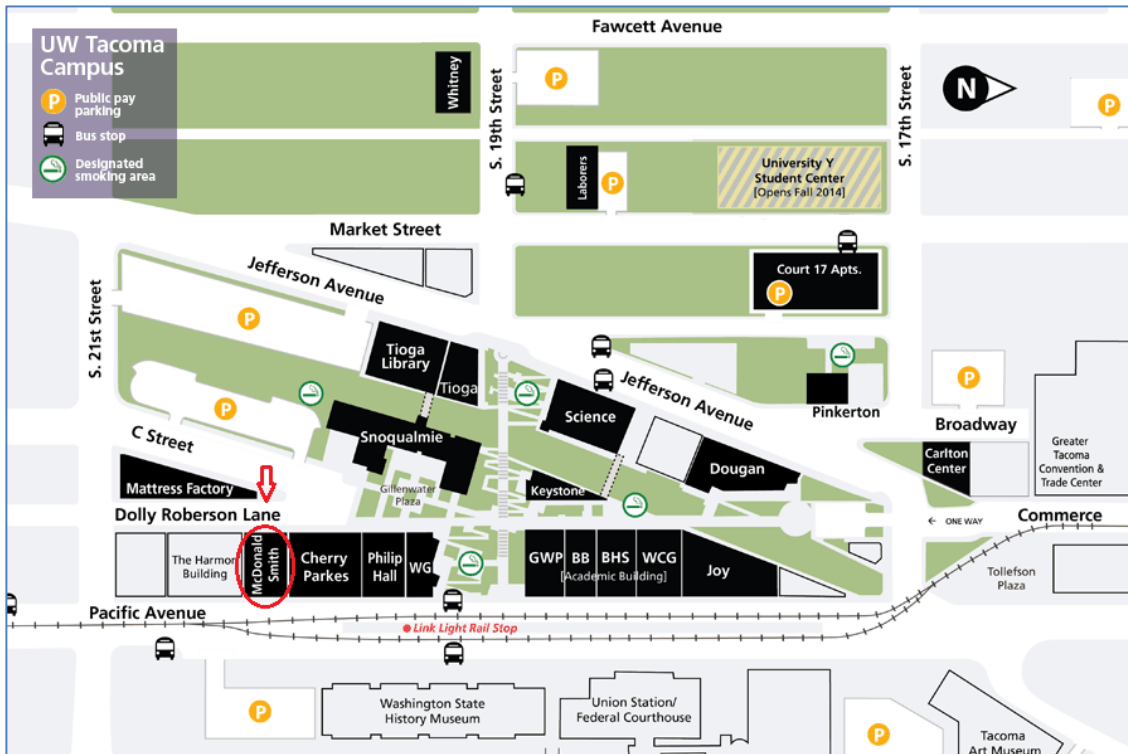 Fawcett Avenue
UW Tacoma
Campus
P
Public pay
parking
Bus stop
Designated
smoking area
Whitney
S. 19th Street
P
S. 17th Street
N
P
Laborers
P
University Y
Student Center
[Opens Fall 2014]
Market Street
Jefferson Avenue
Court 17 Apts.
P
S. 21st Street
P
Tioga
Library
Tioga
Jefferson Avenue
P
Pinkerton
P
Science
Broadway
C Street
Snoqualmie
Dougan
Carlton
Center
Greater
Tacoma
Convention &
Trade Center
Mattress Factory
Gillenwater
Plaza
Keystone
Dolly Roberson Lane
ONE WAY
Commerce
The Harmon
Building
McDonald
Smith
Cherry
Parkes
Philip
Hall
WG
GWP
BB
BHS
WCG
[Academic Building]
Joy
Tollefson
Plaza
Pacific Avenue
Link Light Rail Stop
P
Washington State
History Museum
Union Station/
Federal Courthouse
P
Tacoma
Art Museum